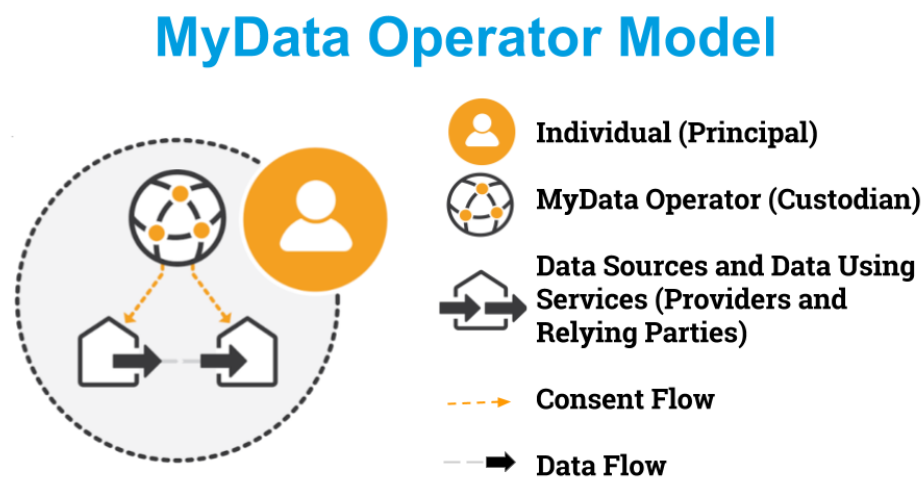 MyData Operator Model
Individual (Principal)
MyData Operator (Custodian)
Data Sources and Data Using
Services (Providers and
Relying Parties)
Consent Flow
Data Flow